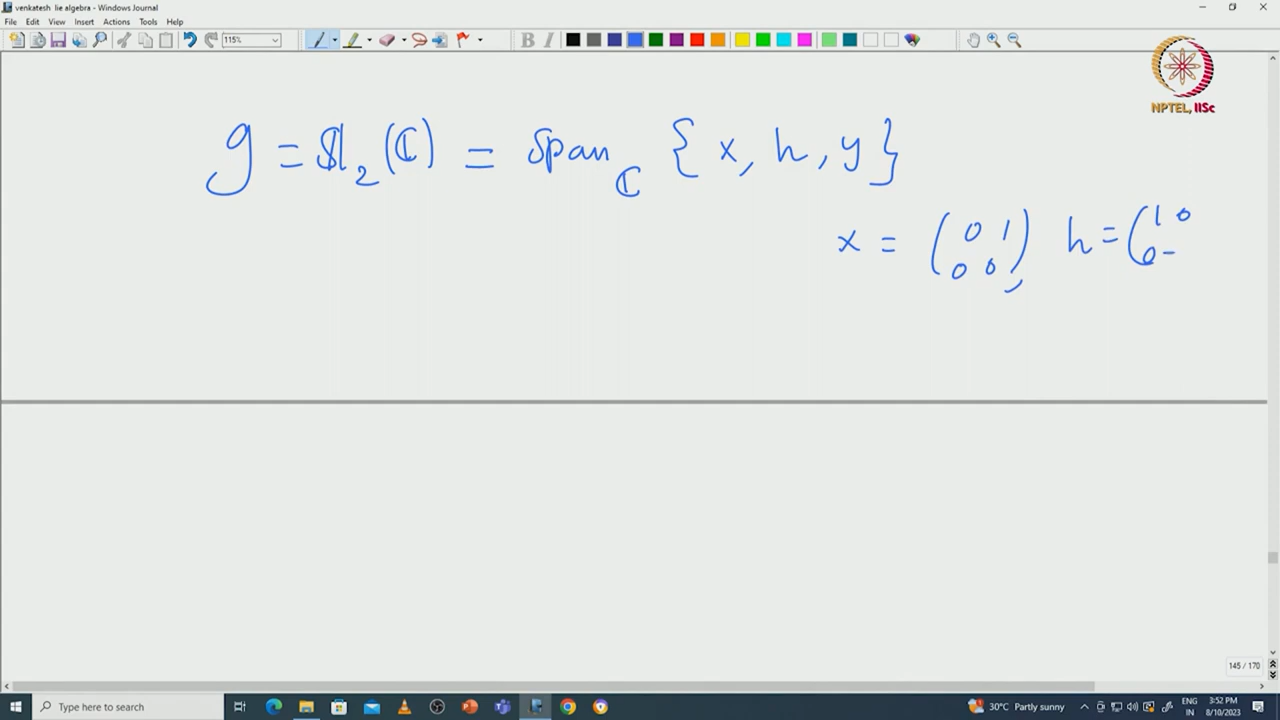 venkatesh lie algebra - Windows Journal
File Edit View Insert Actions Tools Help
115%
B I
NPTEL, IISc
g = sl₂(ℂ) = span_ℂ {x, h, y}
x = (0 1 0 0), h = (1 0 0 -
145 / 170
Type here to search
30°C Partly sunny
ENG
IN
3:52 PM
8/10/2023